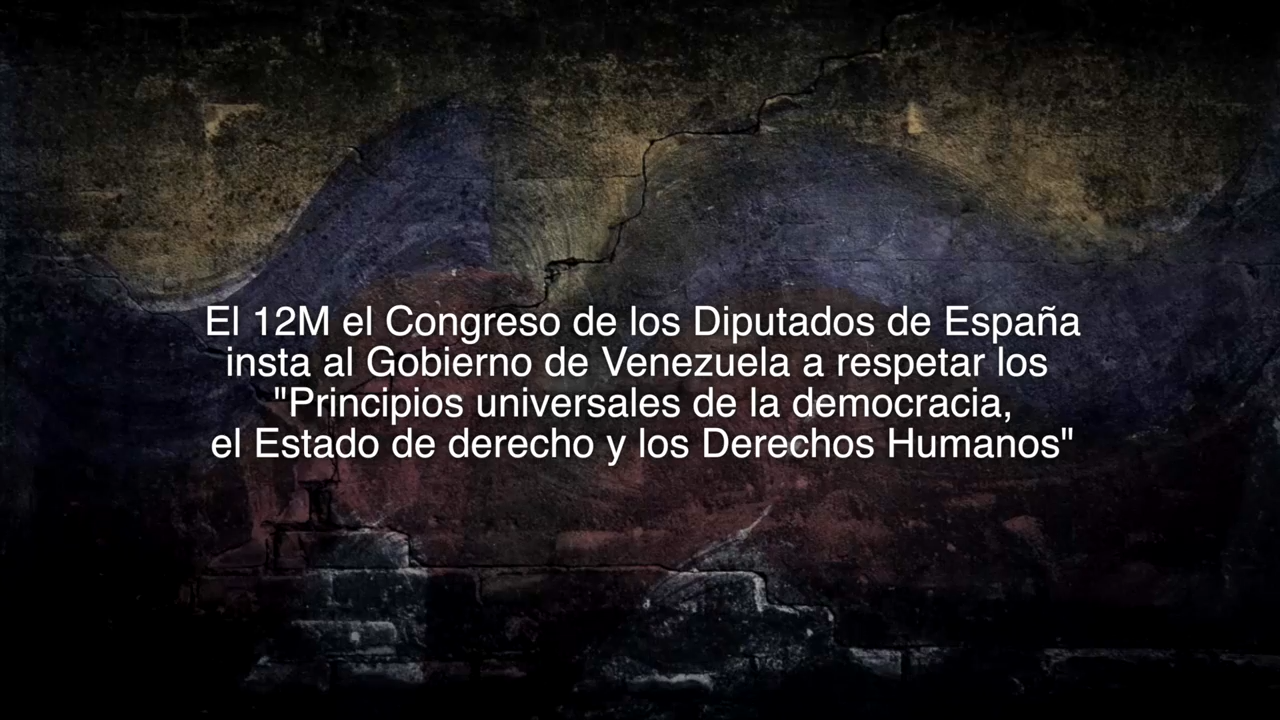 El 12M el Congreso de los Diputados de España
insta al Gobierno de Venezuela a respetar los
"Principios universales de la democracia,
el Estado de derecho y los Derechos Humanos"